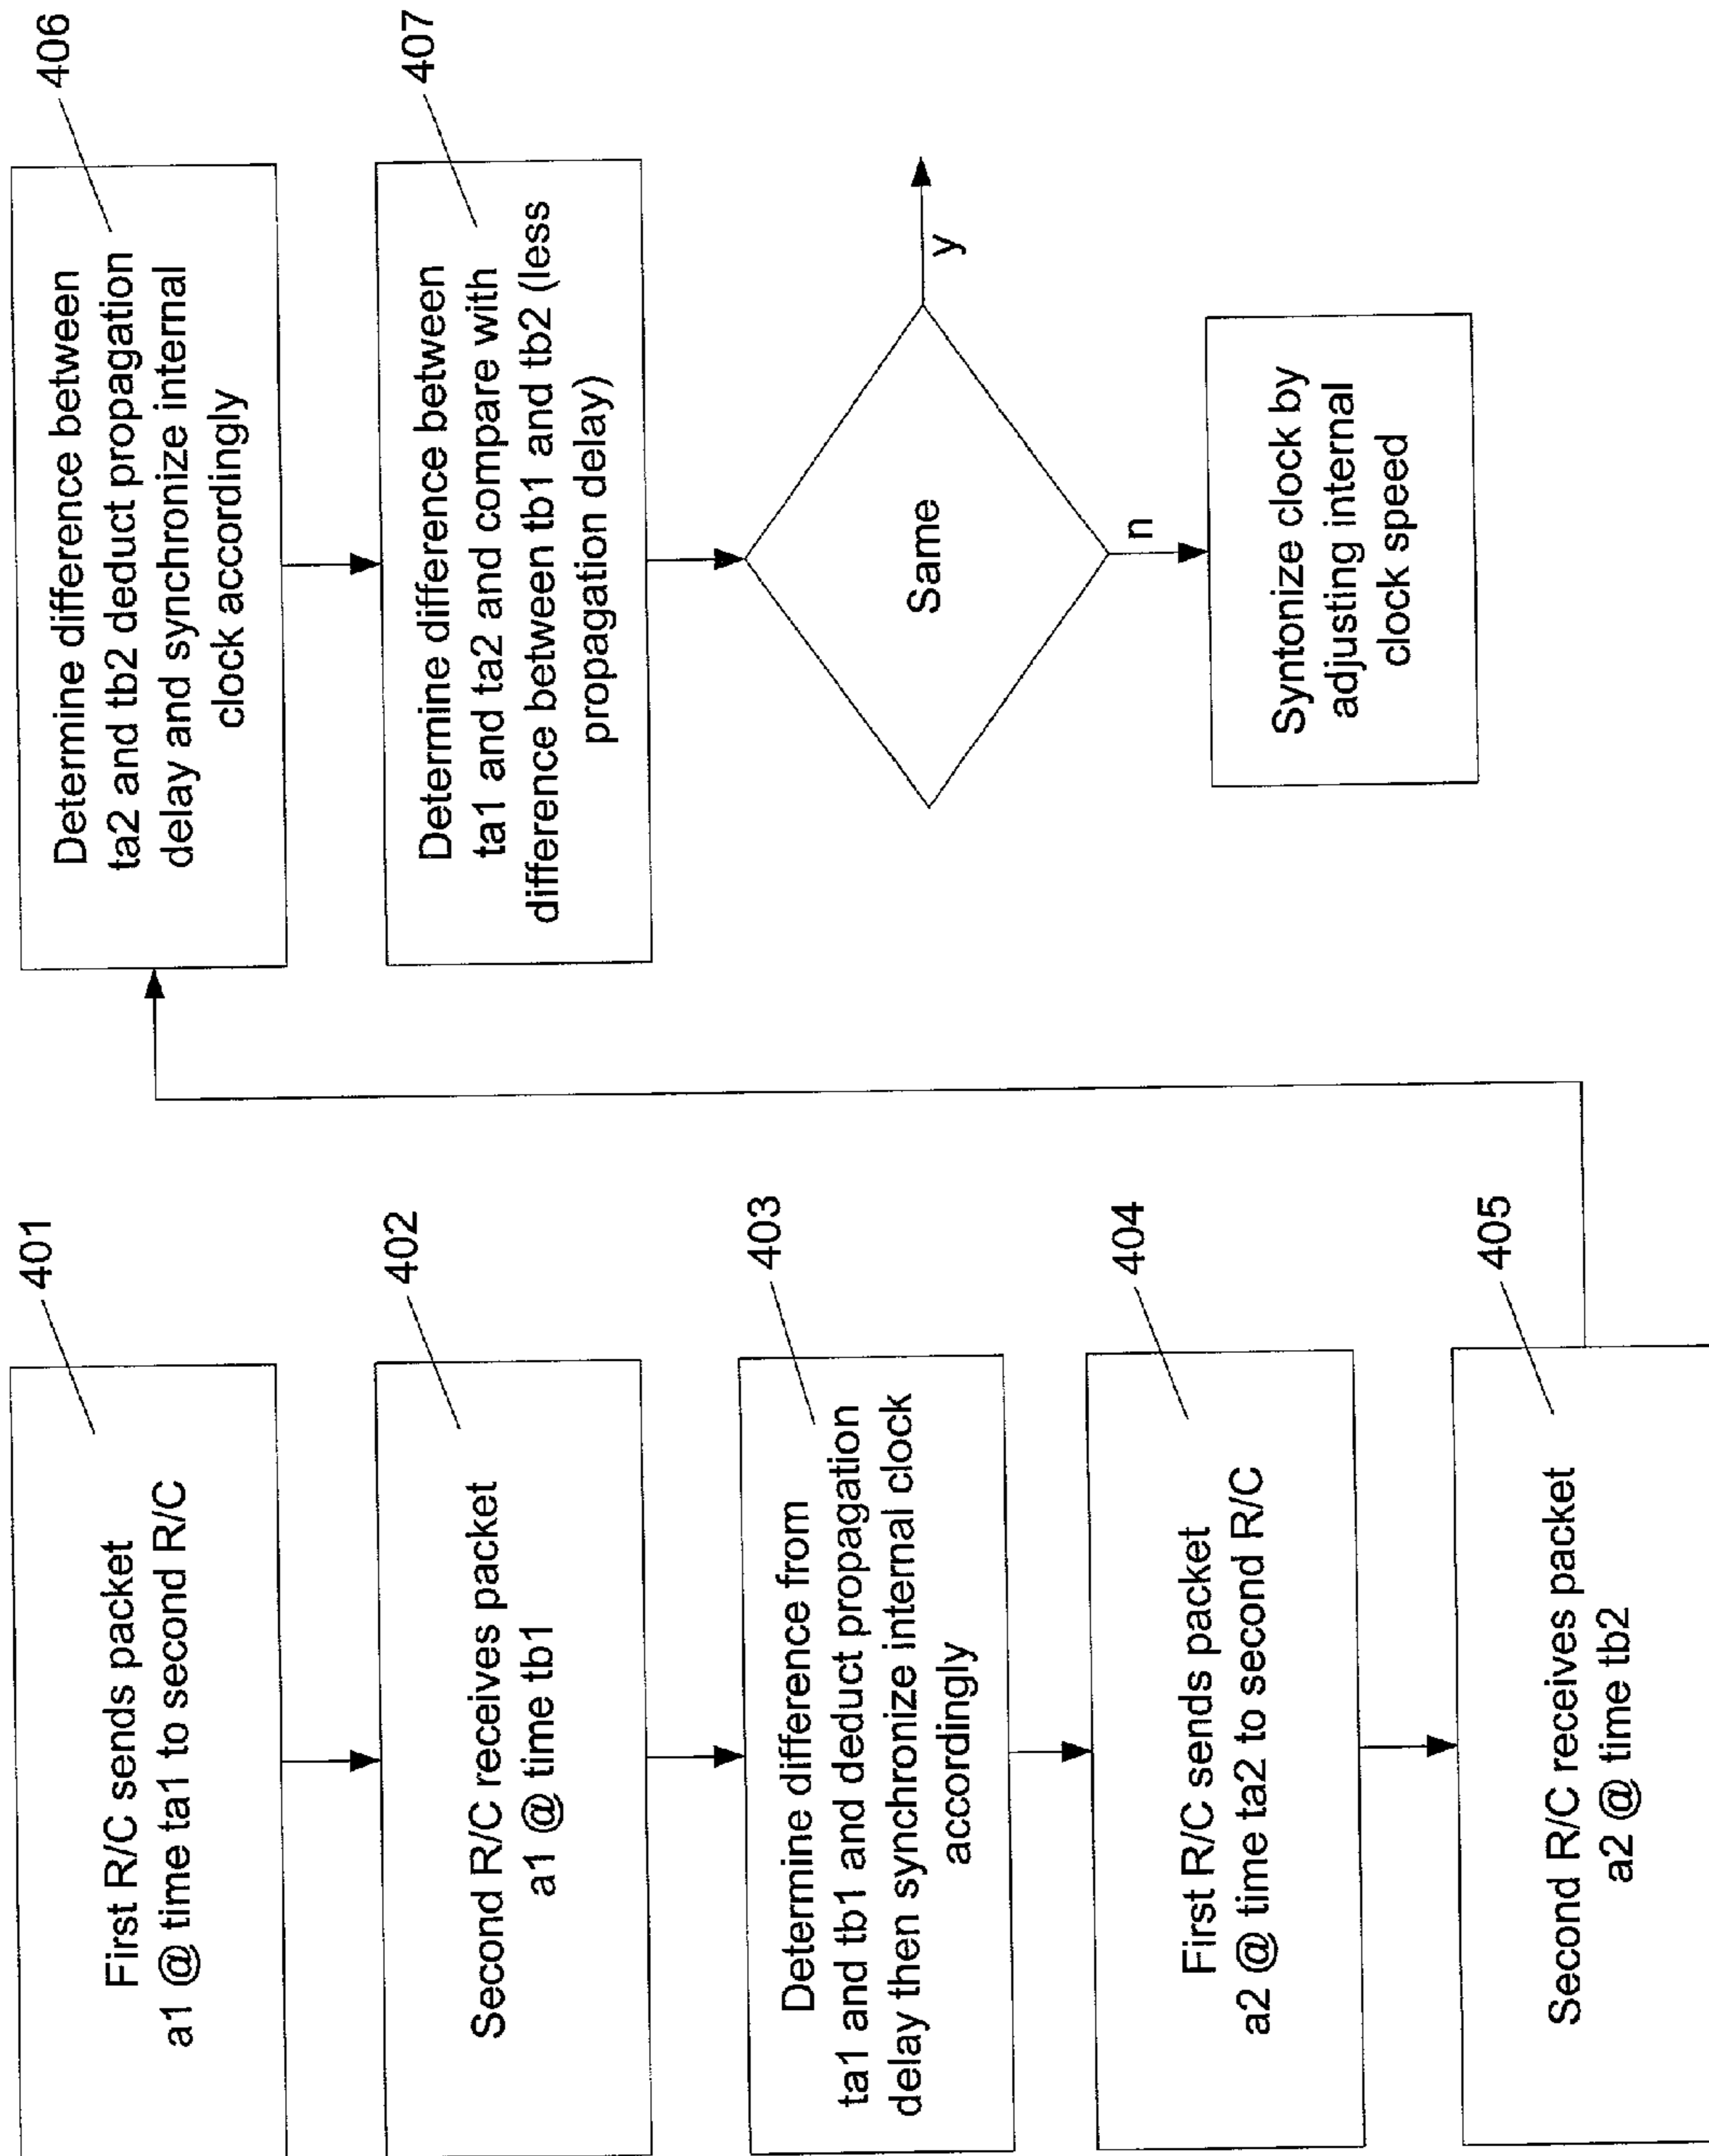 401
First R/C sends packet
a1 @ time ta1 to second R/C
402
Second R/C receives packet
a1 @ time tb1
403
Determine difference from
ta1 and tb1 and deduct propagation
delay then synchronize internal clock
accordingly
404
First R/C sends packet
a2 @ time ta2 to second R/C
405
Second R/C receives packet
a2 @ time tb2
406
Determine difference between
ta2 and tb2 deduct propagation
delay and synchronize internal
clock accordingly
407
Determine difference between
ta1 and ta2 and compare with
difference between tb1 and tb2 (less
propagation delay)
Same
y
n
Syntonize clock by
adjusting internal
clock speed